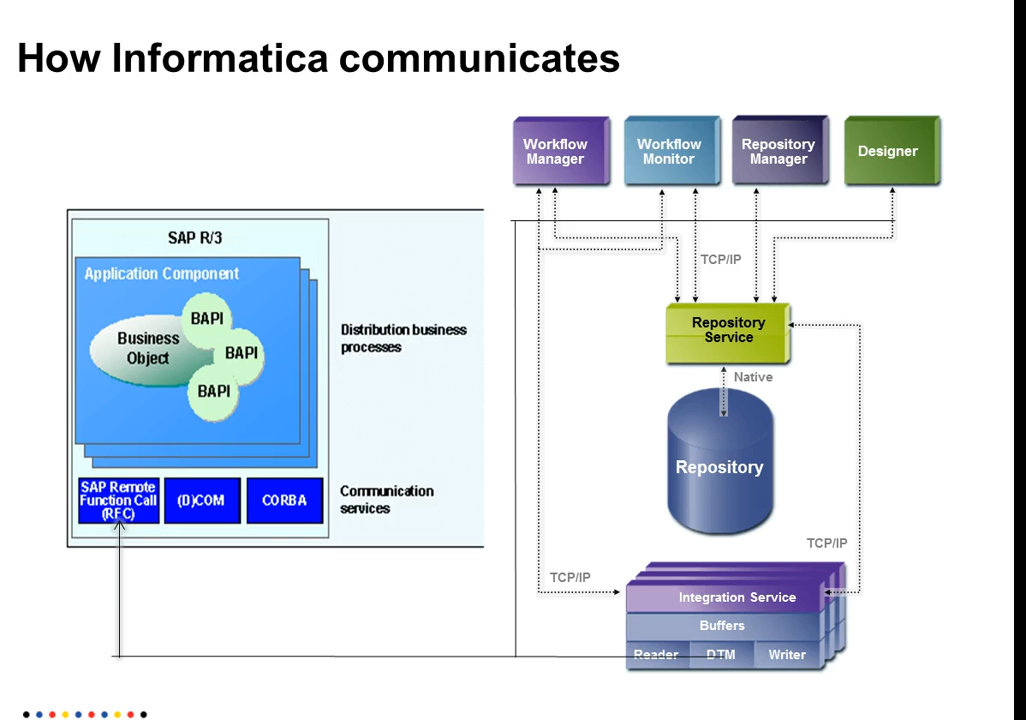 How Informatica communicates
Workflow
Manager
Workflow
Monitor
Repository
Manager
Designer
SAP R/3
Application Component
BAPI
Business
Object
BAPI
BAPI
Distribution business
processes
SAP Remote
Function Call
(RFC)
(D)COM
CORBA
Communication
services
TCP/IP
Repository
Service
Native
Repository
TCP/IP
TCP/IP
Integration Service
Buffers
Reader
DTM
Writer